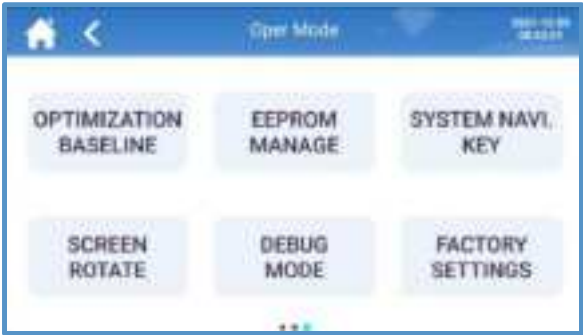 Oper Mode
OPTIMIZATION
BASELINE
EEPROM
MANAGE
SYSTEM NAVI.
KEY
SCREEN
ROTATE
DEBUG
MODE
FACTORY
SETTINGS